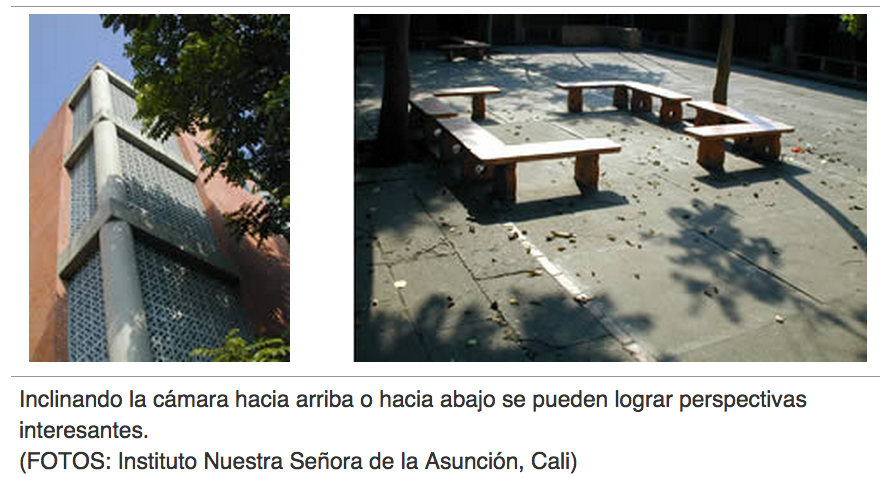 Inclinando la cámara hacia arriba o hacia abajo se pueden lograr perspectivas
interesantes.
(FOTOS: Instituto Nuestra Señora de la Asunción, Cali)